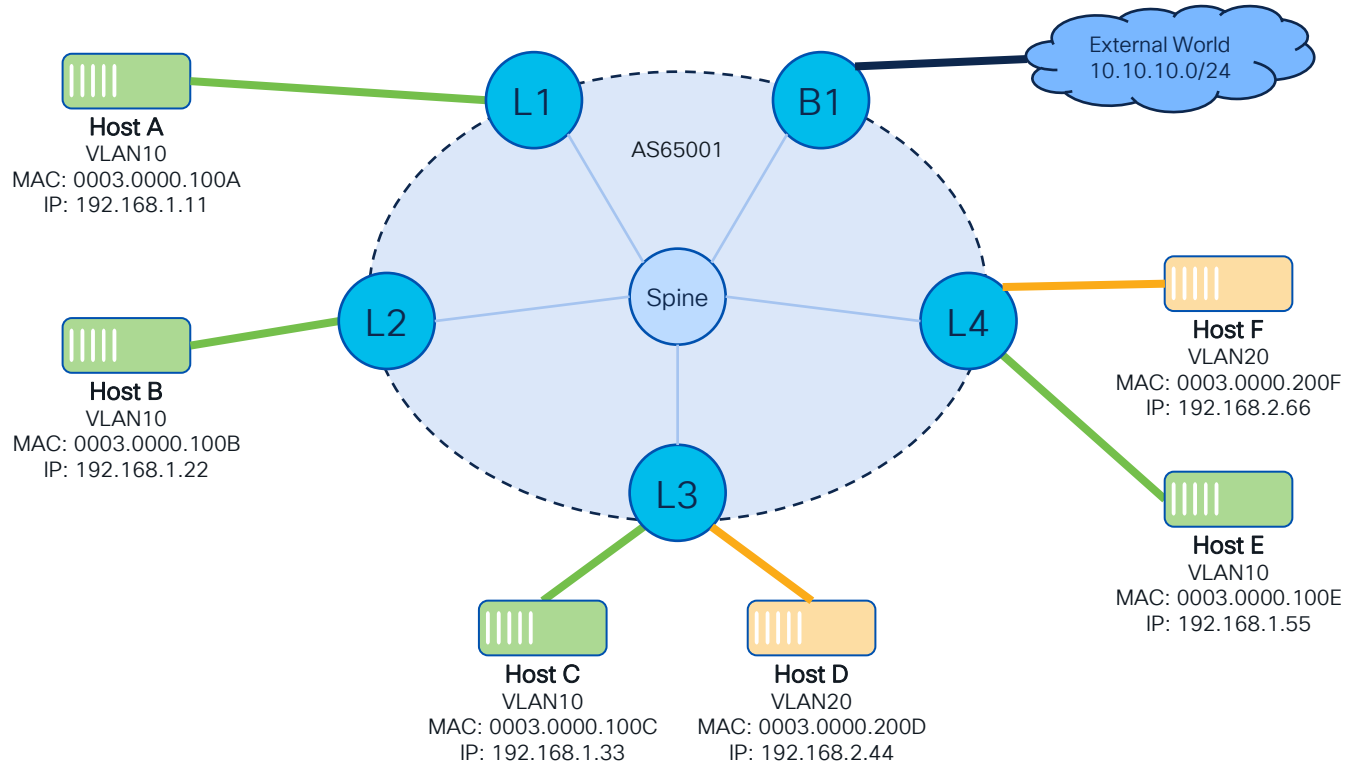 External World
10.10.10.0/24
L1
B1
AS65001
Host A
VLAN10
MAC: 0003.0000.100A
IP: 192.168.1.11
Spine
L2
L4
Host F
VLAN20
MAC: 0003.0000.200F
IP: 192.168.2.66
Host B
VLAN10
MAC: 0003.0000.100B
IP: 192.168.1.22
L3
Host E
VLAN10
MAC: 0003.0000.100E
IP: 192.168.1.55
Host C
VLAN10
MAC: 0003.0000.100C
IP: 192.168.1.33
Host D
VLAN20
MAC: 0003.0000.200D
IP: 192.168.2.44